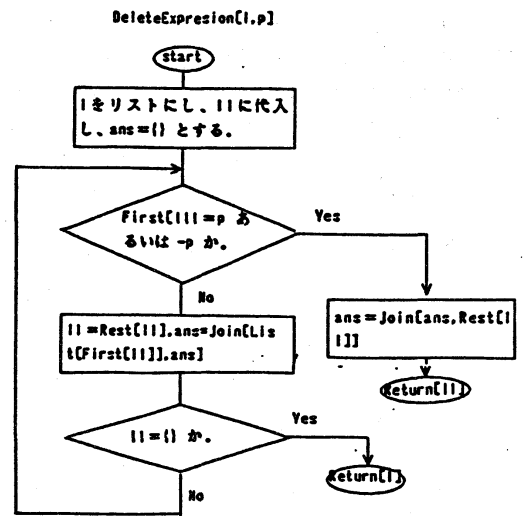 DeleteExpresion[l,p]
start
lをリストにし、llに代入
し、ans={} とする。
First[ll]=p あ
るいは -p か。
Yes
No
ans=Join[ans,Rest[l
l]]
ll=Rest[ll],ans=Join[Lis
t[First[ll]],ans]
Return[ll]
ll={} か。
Yes
Return[l]
No